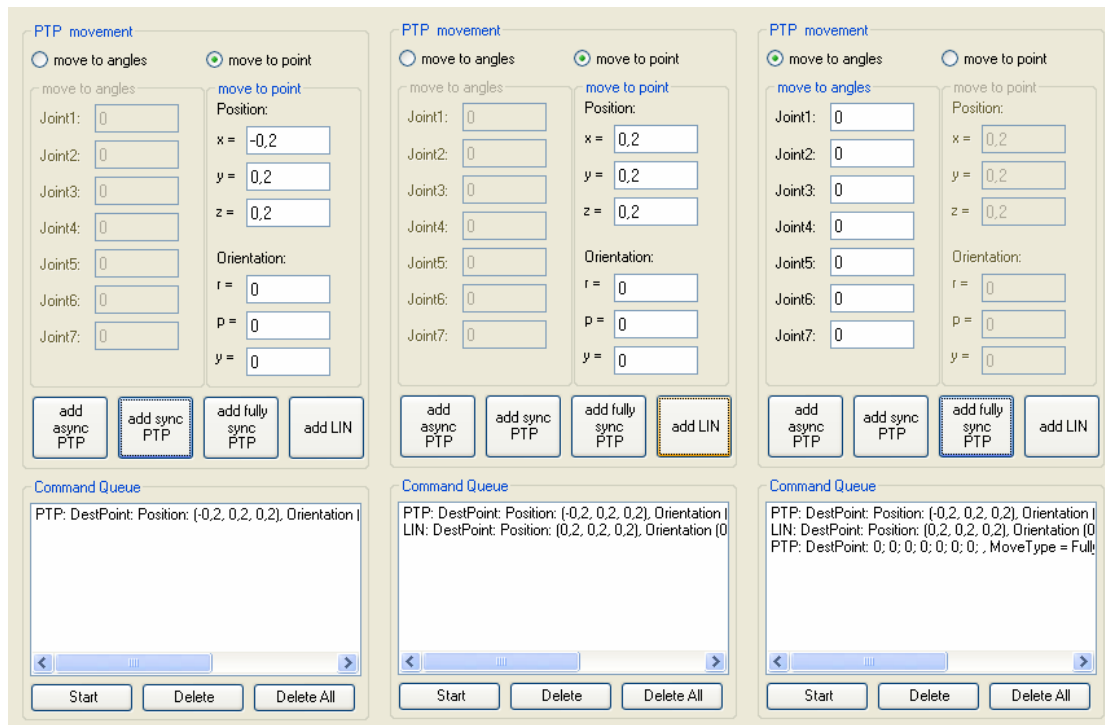 PTP movement
move to angles
move to point
move to angles
Joint1: 0
Joint2: 0
Joint3: 0
Joint4: 0
Joint5: 0
Joint6: 0
Joint7: 0
move to point
Position:
x = -0,2
y = 0,2
z = 0,2
Orientation:
r = 0
p = 0
y = 0
add async PTP
add sync PTP
add fully sync PTP
add LIN
Command Queue
PTP: DestPoint: Position: (-0,2, 0,2, 0,2), Orientation (
Start
Delete
Delete All
PTP movement
move to angles
move to point
move to angles
Joint1: 0
Joint2: 0
Joint3: 0
Joint4: 0
Joint5: 0
Joint6: 0
Joint7: 0
move to point
Position:
x = 0,2
y = 0,2
z = 0,2
Orientation:
r = 0
p = 0
y = 0
add async PTP
add sync PTP
add fully sync PTP
add LIN
Command Queue
PTP: DestPoint: Position: (-0,2, 0,2, 0,2), Orientation (
LIN: DestPoint: Position: (0,2, 0,2, 0,2), Orientation (0
Start
Delete
Delete All
PTP movement
move to angles
move to point
move to angles
Joint1: 0
Joint2: 0
Joint3: 0
Joint4: 0
Joint5: 0
Joint6: 0
Joint7: 0
move to point
Position:
x = 0,2
y = 0,2
z = 0,2
Orientation:
r = 0
p = 0
y = 0
add async PTP
add sync PTP
add fully sync PTP
add LIN
Command Queue
PTP: DestPoint: Position: (-0,2, 0,2, 0,2), Orientation (
LIN: DestPoint: Position: (0,2, 0,2, 0,2), Orientation (0
PTP: DestPoint: 0; 0; 0; 0; 0; 0; 0; , MoveType = Fully
Start
Delete
Delete All